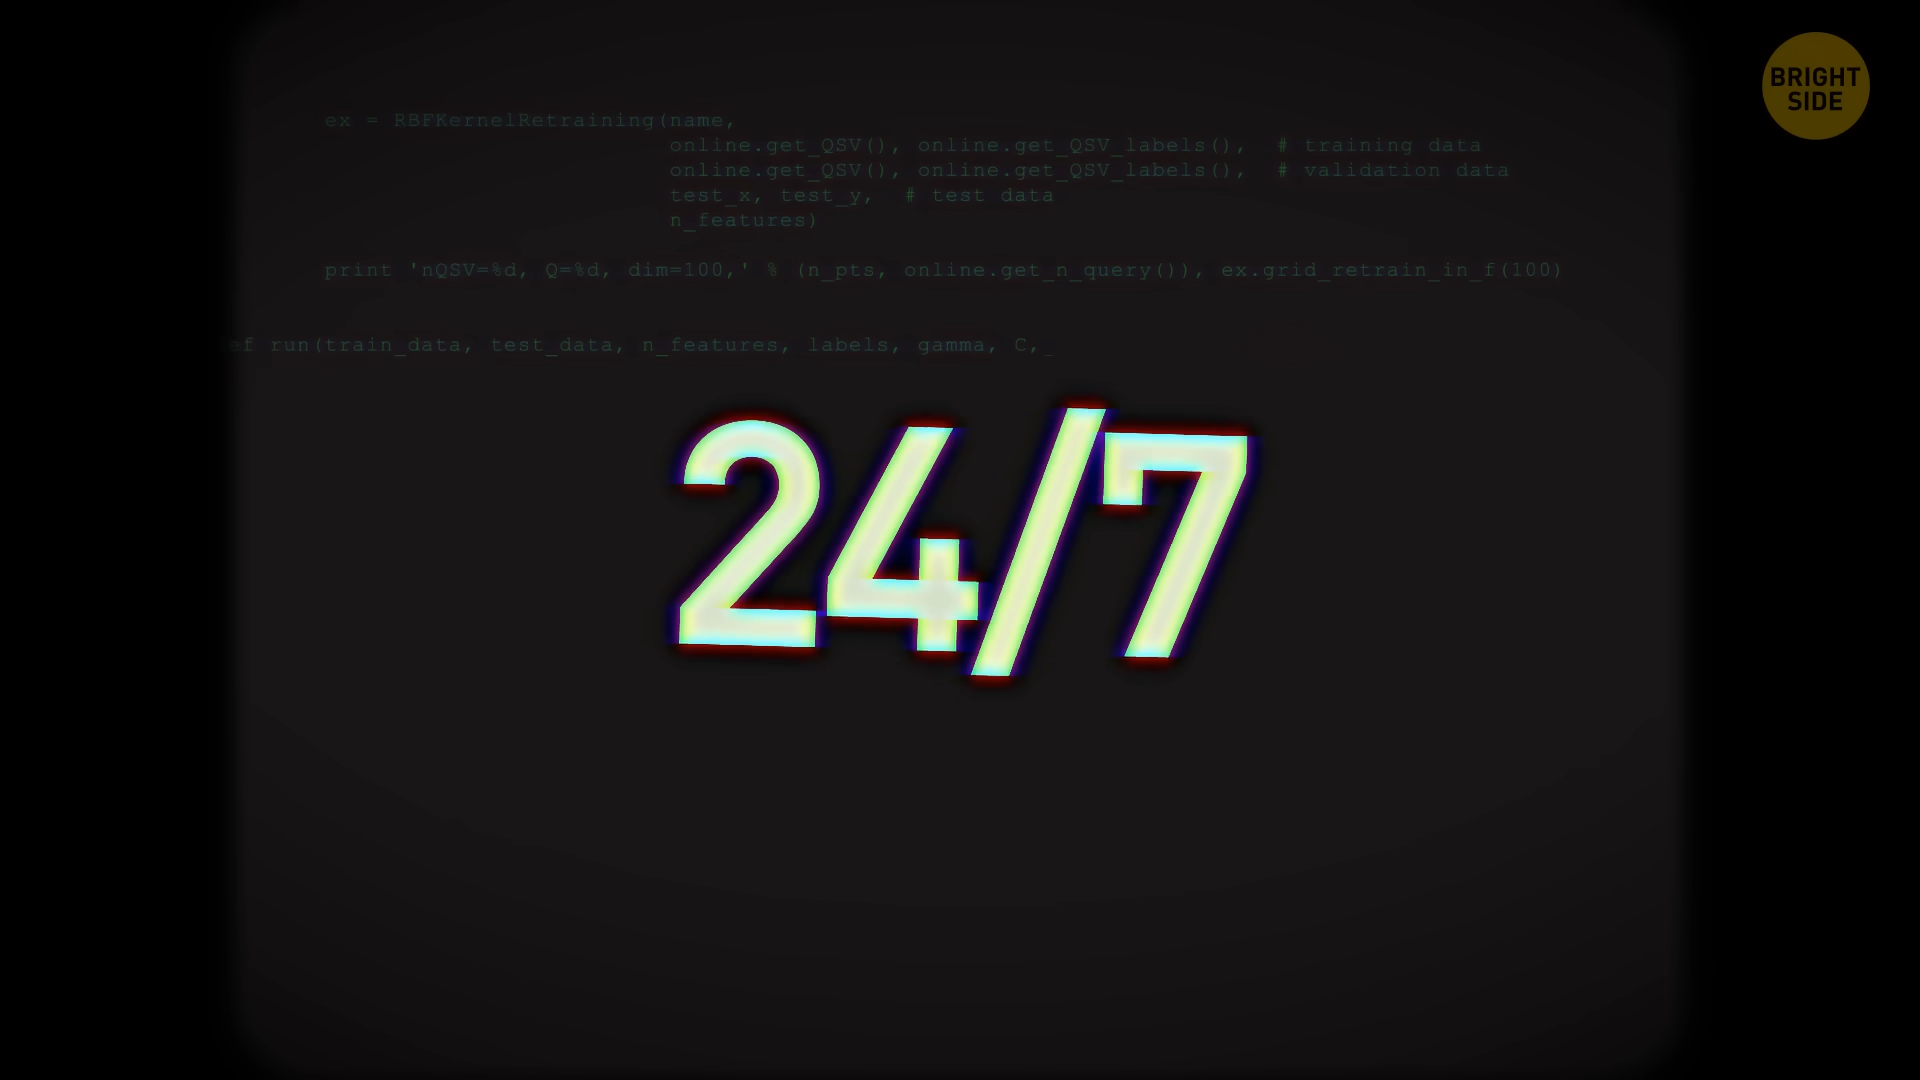 BRIGHT
SIDE
ex = RBFKernelRetraining(name,
online.get_QSV(), online.get_QSV_labels(),  # training data
online.get_QSV(), online.get_QSV_labels(),  # validation data
test_x, test_y,  # test data
n_features)
print 'nQSV=%d, Q=%d, dim=100,' % (n_pts, online.get_n_query()), ex.grid_retrain_in_f(100)
ef run(train_data, test_data, n_features, labels, gamma, C,_
24/7